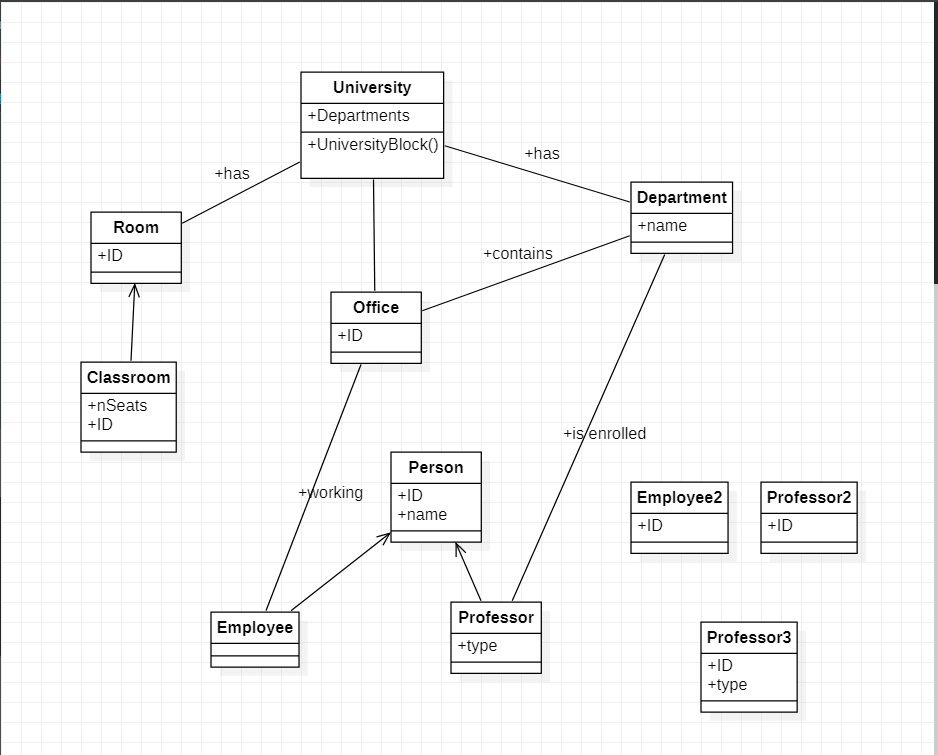 University
+Departments
+UniversityBlock()
+has
+has
Department
+name
Room
+ID
+contains
Office
+ID
Classroom
+nSeats
+ID
+is enrolled
Person
+ID
+name
+working
Employee2
+ID
Professor2
+ID
Employee
Professor
+type
Professor3
+ID
+type